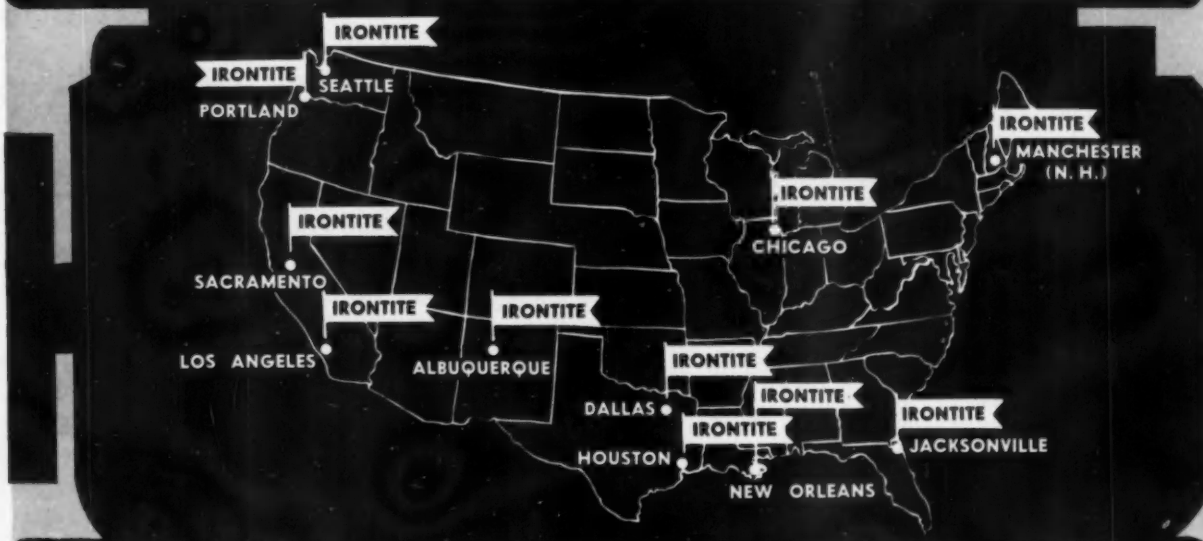 IRONTITE
SEATTLE
IRONTITE
PORTLAND
IRONTITE
MANCHESTER
(N. H.)
IRONTITE
CHICAGO
IRONTITE
SACRAMENTO
IRONTITE
LOS ANGELES
IRONTITE
ALBUQUERQUE
IRONTITE
DALLAS
IRONTITE
HOUSTON
IRONTITE
NEW ORLEANS
IRONTITE
JACKSONVILLE